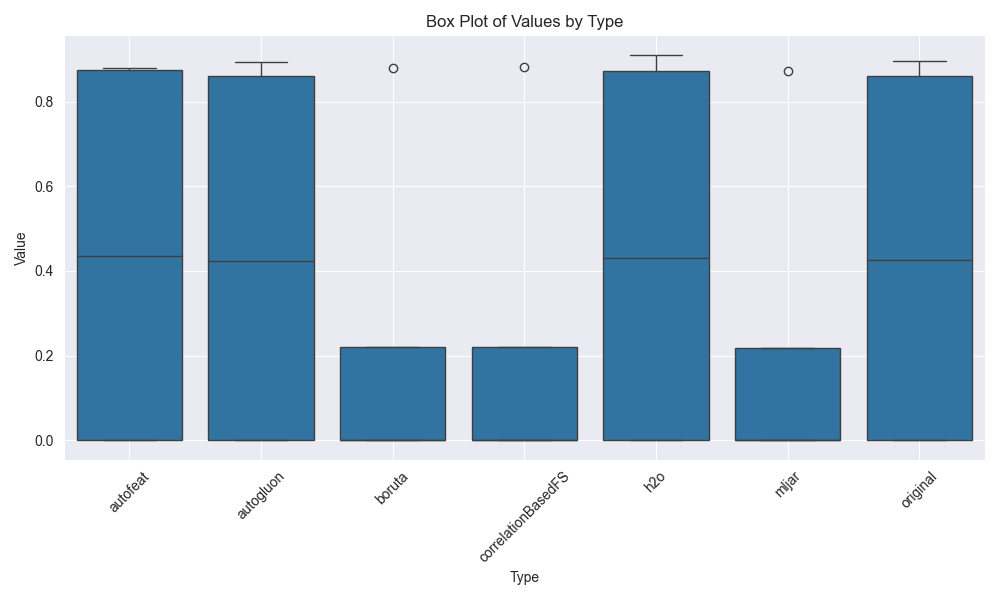 Box Plot of Values by Type
Value
0.8
0.6
0.4
0.2
0.0
autofeat
autogluon
boruta
correlationBasedFS
h2o
mljar
original
Type